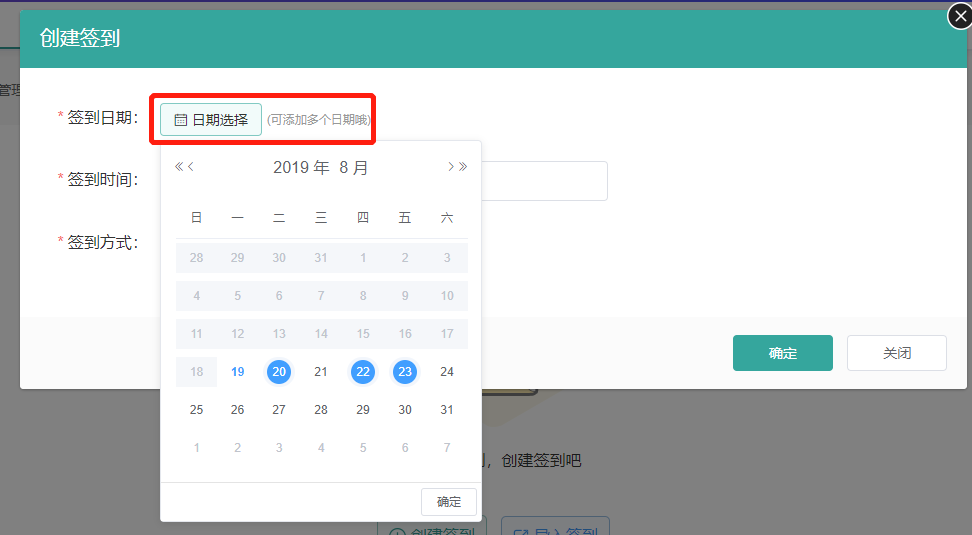 创建签到
管理
* 签到日期：
日期选择
(可添加多个日期哦)
2019 年 8 月
* 签到时间：
日 一 二 三 四 五 六
* 签到方式：
28 29 30 31 1 2 3
4 5 6 7 8 9 10
11 12 13 14 15 16 17
18 19 20 21 22 23 24
25 26 27 28 29 30 31
1 2 3 4 5 6 7
确定
确定 关闭
，创建签到吧
创建签到 导入签到